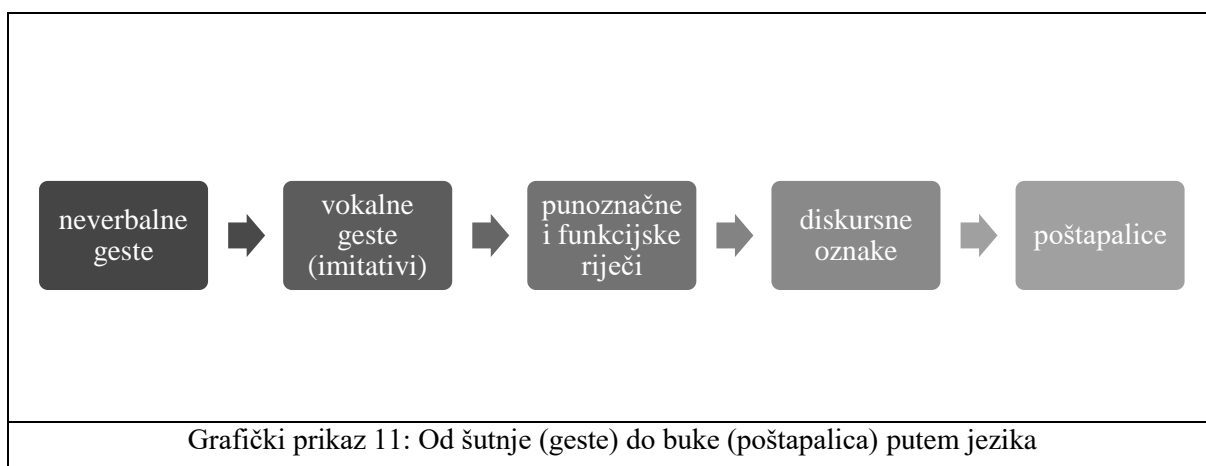 neverbalne
geste
vokalne
geste
(imitativi)
punoznačne
i funkcijske
riječi
diskursne
oznake
poštapalice
Grafički prikaz 11: Od šutnje (geste) do buke (poštapalica) putem jezika